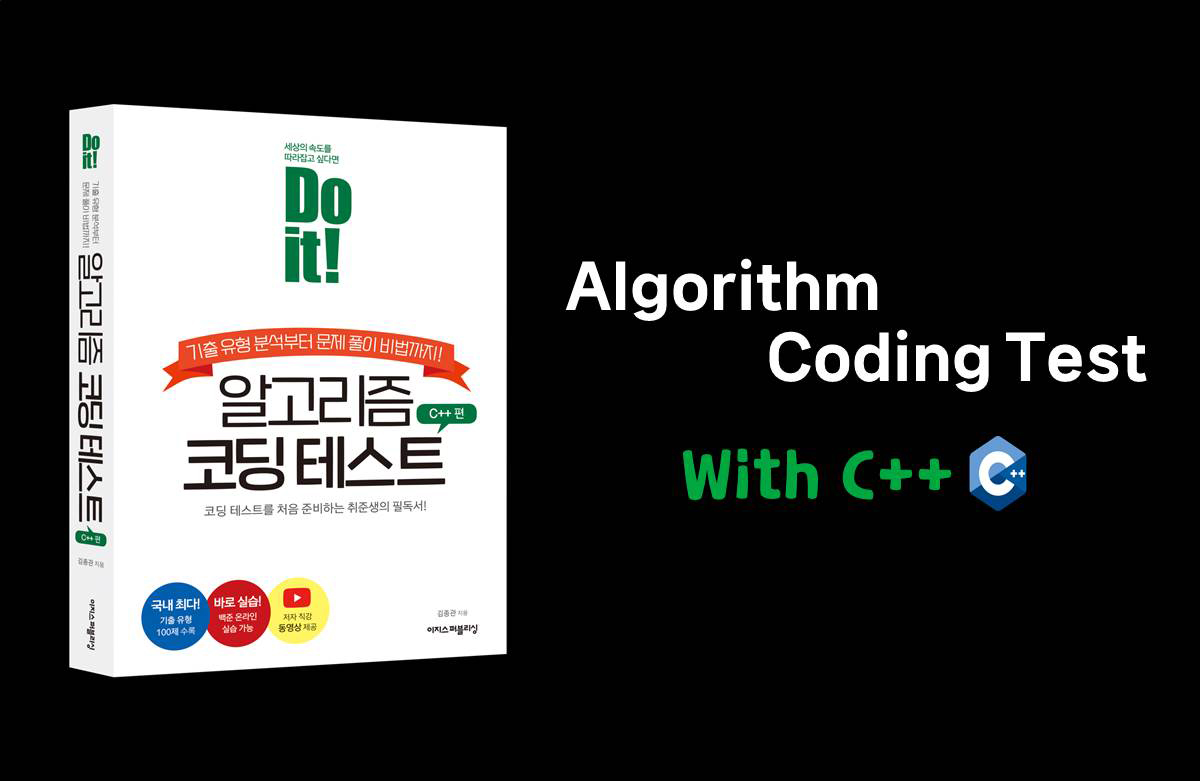 Do
it!
기출 유형 분석부터
문제 풀이 비법까지!
알고리즘 코딩 테스트
C++ 편
김종관 지음
이지스퍼블리싱
세상의 속도를
따라잡고 싶다면
Do
it!
기출 유형 분석부터 문제 풀이 비법까지!
알고리즘
C++ 편
코딩 테스트
코딩 테스트를 처음 준비하는 취준생의 필독서!
국내 최다!
기출 유형
100제 수록
바로 실습!
백준 온라인
실습 가능
저자 직강
동영상 제공
김종관 지음
이지스퍼블리싱
Algorithm
Coding Test
With C++
C++